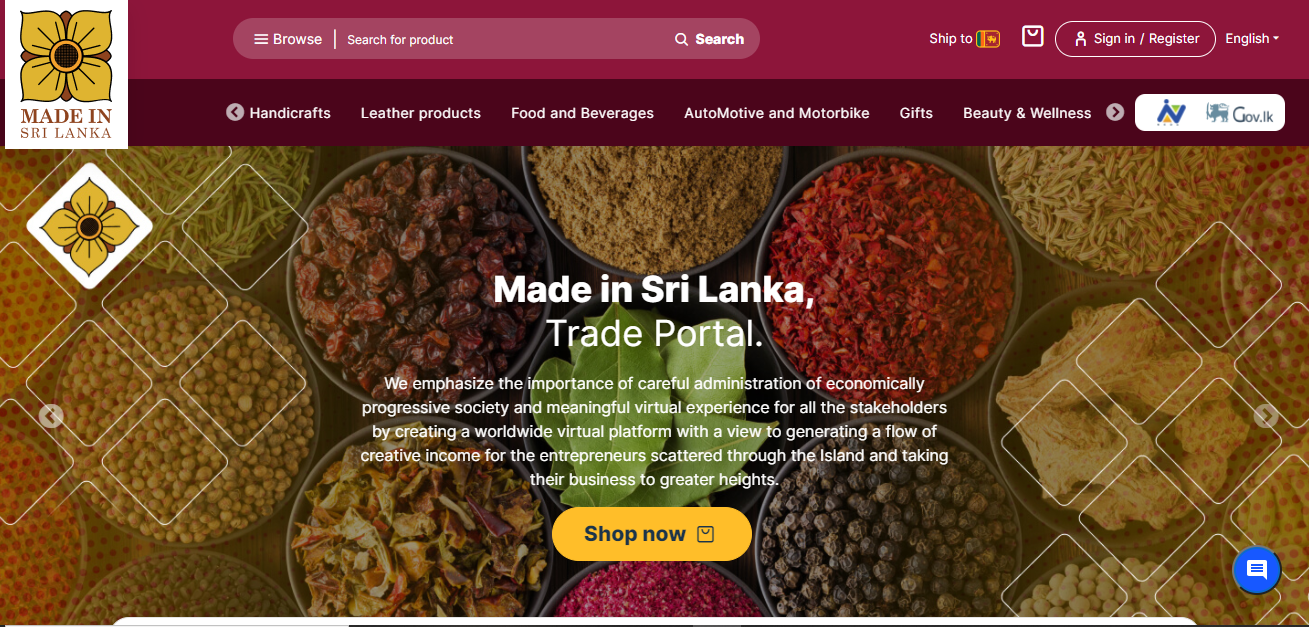 MADE IN
SRI LANKA
Browse
Search for product
Search
Ship to
Sign in / Register
English
Handicrafts
Leather products
Food and Beverages
AutoMotive and Motorbike
Gifts
Beauty & Wellness
Gov.lk
Made in Sri Lanka,
Trade Portal.
We emphasize the importance of careful administration of economically
progressive society and meaningful virtual experience for all the stakeholders
by creating a worldwide virtual platform with a view to generating a flow of
creative income for the entrepreneurs scattered through the Island and taking
their business to greater heights.
Shop now